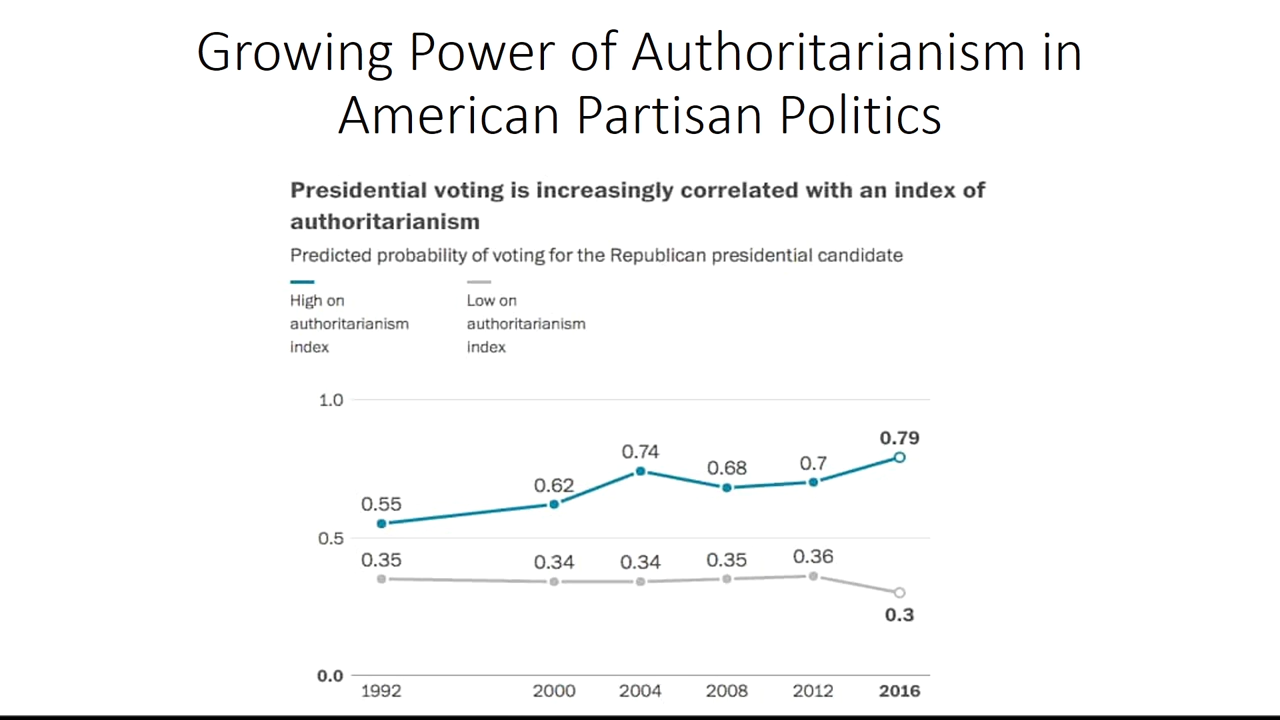 Growing Power of Authoritarianism in
American Partisan Politics
Presidential voting is increasingly correlated with an index of
authoritarianism
Predicted probability of voting for the Republican presidential candidate
High on
authoritarianism
index
Low on
authoritarianism
index
1.0
0.79
0.74
0.7
0.68
0.62
0.55
0.5
0.35
0.34
0.34
0.35
0.36
0.3
0.0
1992
2000
2004
2008
2012
2016